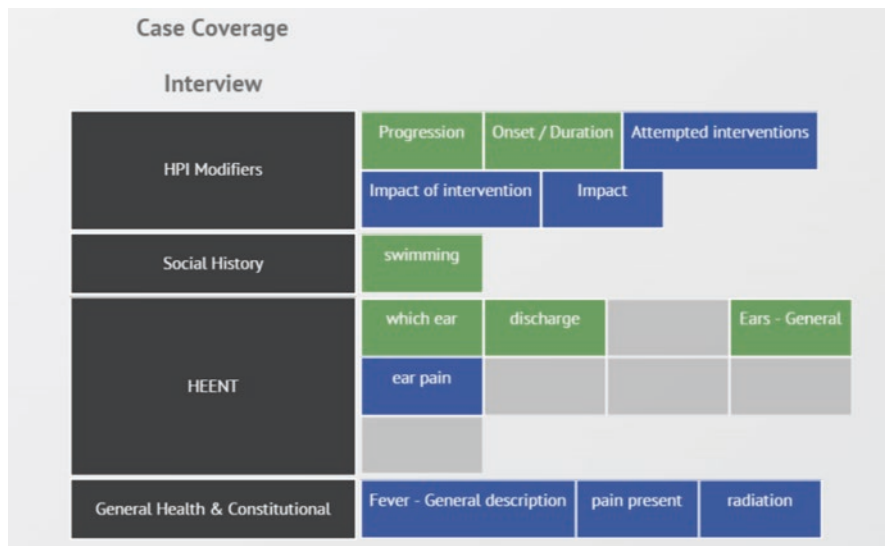 Case Coverage
Interview
HPI Modifiers
Progression
Onset / Duration
Attempted interventions
Impact of intervention
Impact
Social History
swimming
HEENT
which ear
discharge
Ears - General
ear pain
General Health & Constitutional
Fever - General description
pain present
radiation